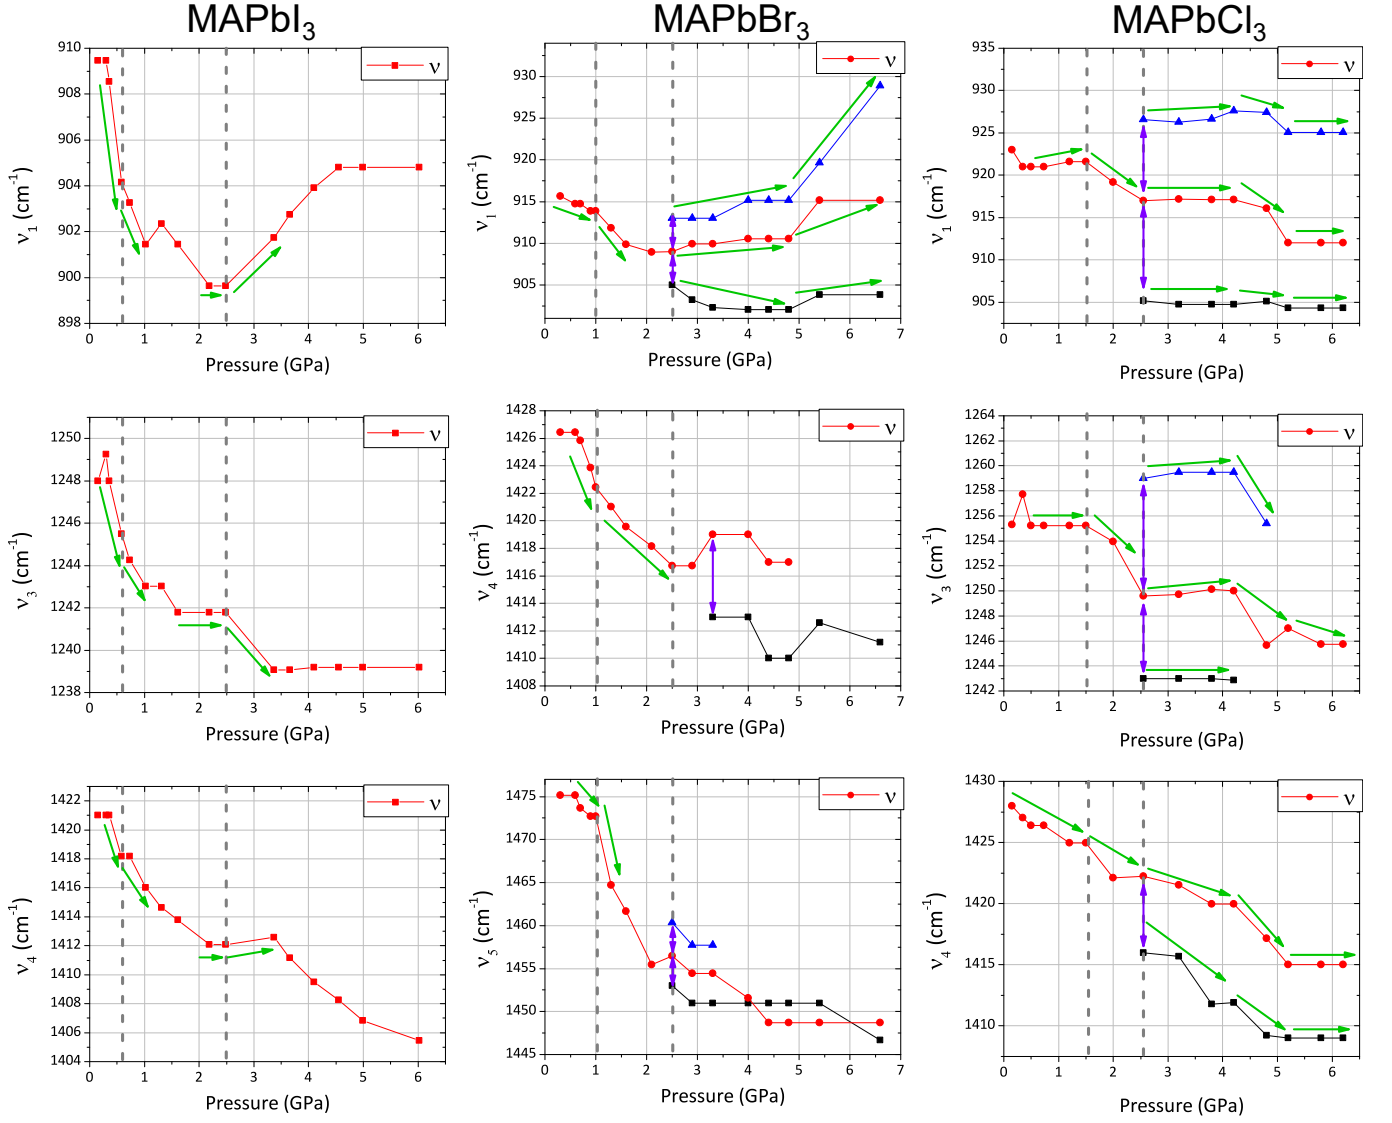 MAPbI3 MAPbBr3 MAPbCl3
ν
910
908
906
904
902
900
898
ν1 (cm-1)
0 1 2 3 4 5 6
Pressure (GPa)
ν
930
925
920
915
910
905
ν1 (cm-1)
0 1 2 3 4 5 6 7
Pressure (GPa)
ν
935
930
925
920
915
910
905
ν1 (cm-1)
0 1 2 3 4 5 6
Pressure (GPa)
ν
1250
1248
1246
1244
1242
1240
1238
ν3 (cm-1)
0 1 2 3 4 5 6
Pressure (GPa)
ν
1428
1426
1424
1422
1420
1418
1416
1414
1412
1410
1408
ν4 (cm-1)
0 1 2 3 4 5 6 7
Pressure (GPa)
ν
1264
1262
1260
1258
1256
1254
1252
1250
1248
1246
1244
1242
ν3 (cm-1)
0 1 2 3 4 5 6
Pressure (GPa)
ν
1422
1420
1418
1416
1414
1412
1410
1408
1406
1404
ν4 (cm-1)
0 1 2 3 4 5 6
Pressure (GPa)
ν
1475
1470
1465
1460
1455
1450
1445
ν5 (cm-1)
0 1 2 3 4 5 6 7
Pressure (GPa)
ν
1430
1425
1420
1415
1410
ν4 (cm-1)
0 1 2 3 4 5 6
Pressure (GPa)